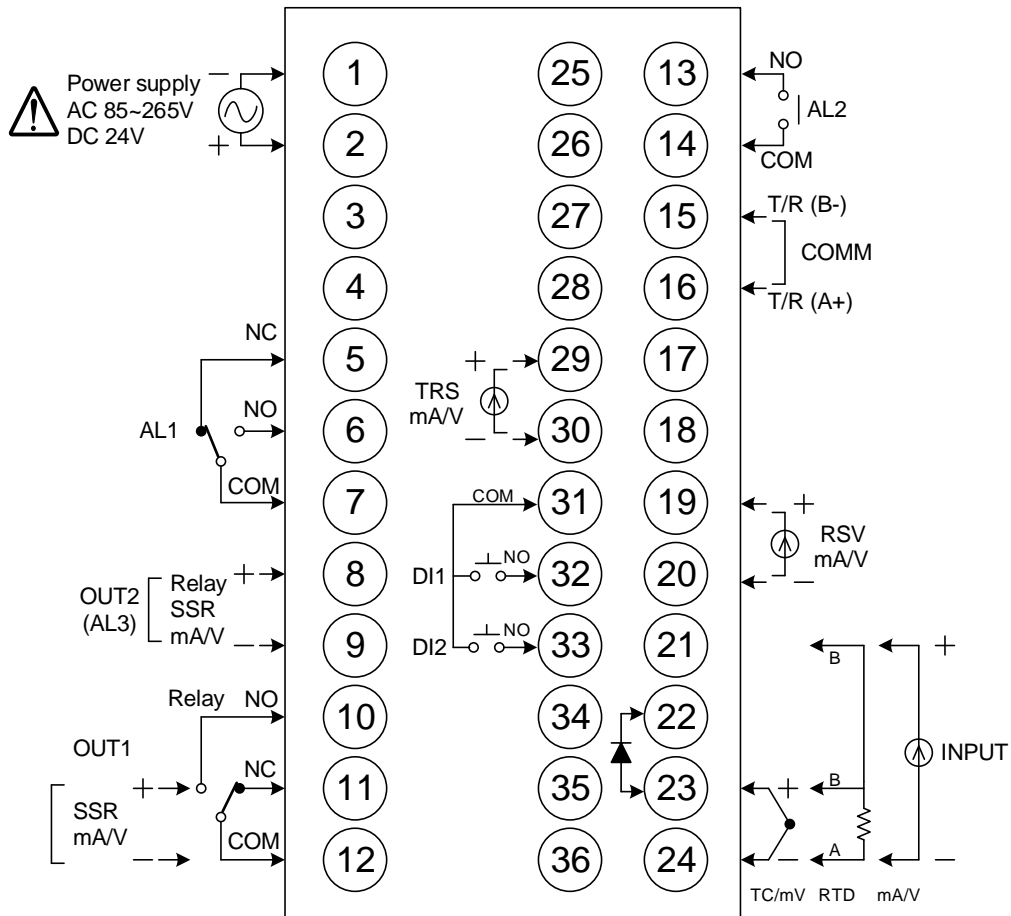 Power supply
AC 85~265V
DC 24V
−
+
1
2
3
4
5
6
7
8
9
10
11
12
NC
AL1
NO
COM
OUT2
(AL3)
Relay
SSR
mA/V
+
−
Relay
NO
OUT1
NC
+
SSR
mA/V
COM
−
25
26
27
28
29
30
31
32
33
34
35
36
TRS
mA/V
+
−
COM
DI1
NO
DI2
NO
13
14
15
16
17
18
19
20
21
22
23
24
NO
AL2
COM
T/R (B-)
COMM
T/R (A+)
+
RSV
mA/V
−
B
+
INPUT
+
B
−
A
−
TC/mV
RTD
mA/V